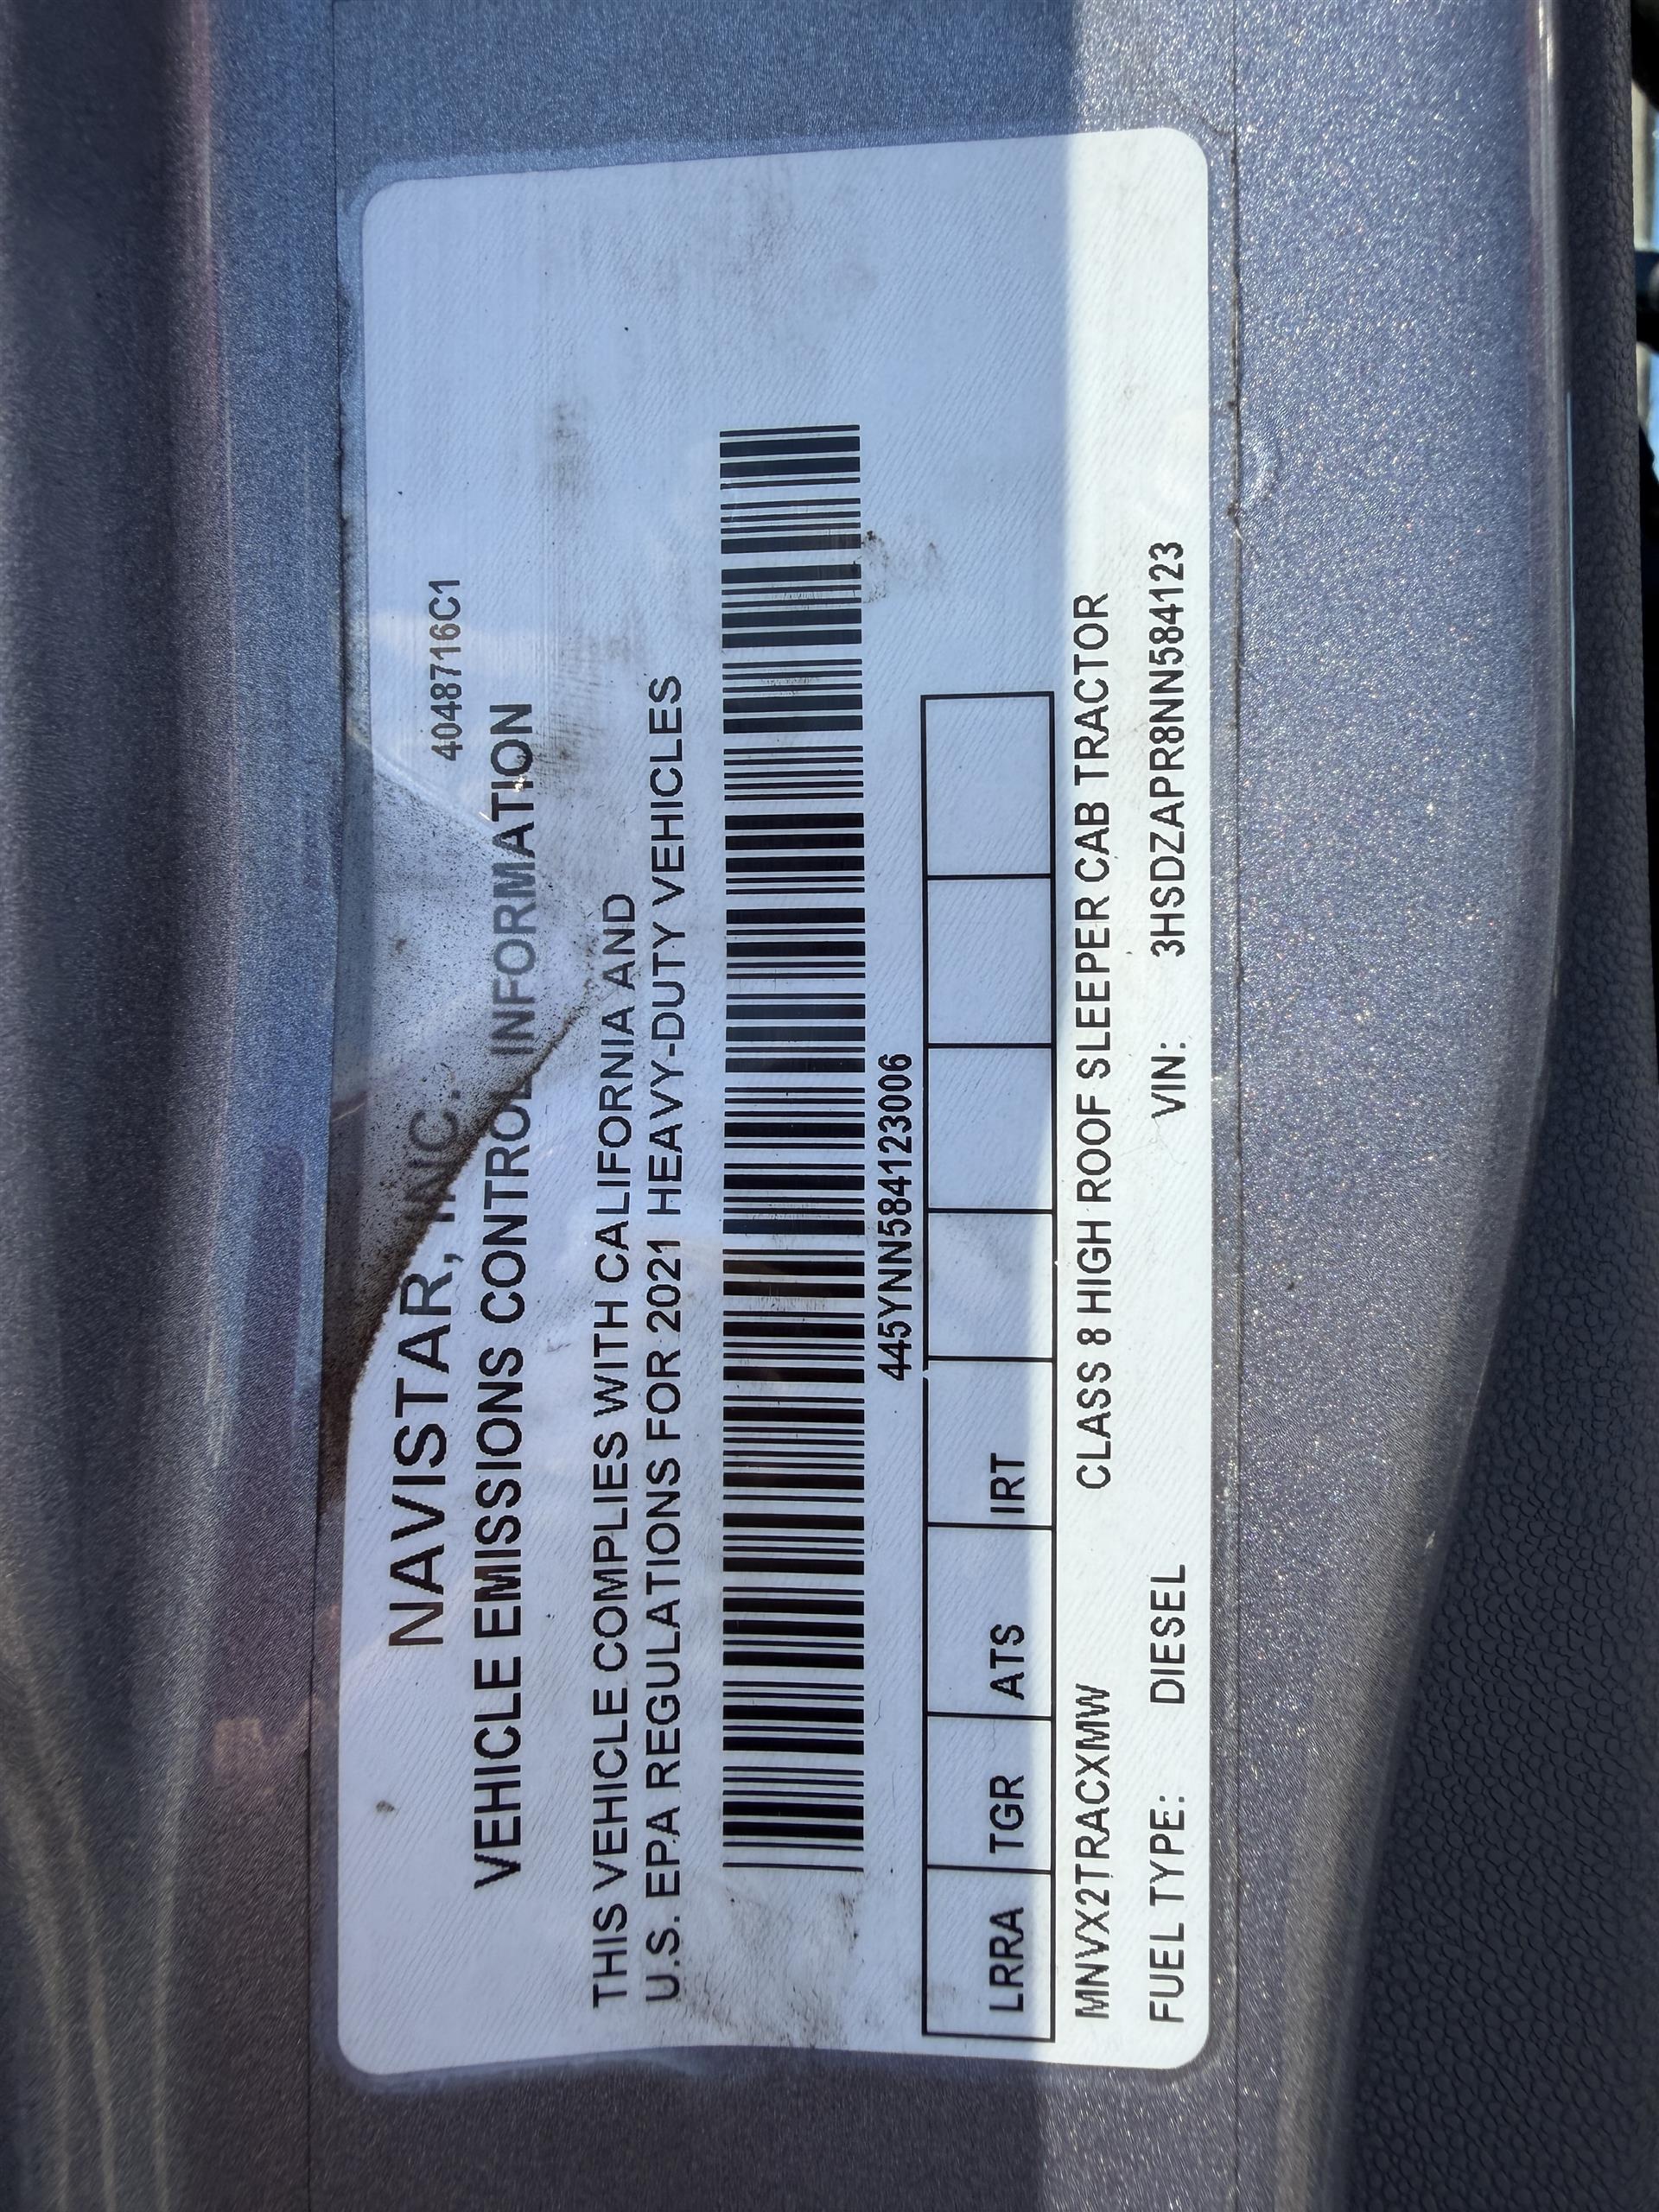 4048716C1
NAVISTAR, INC.
VEHICLE EMISSIONS CONTROL INFORMATION
THIS VEHICLE COMPLIES WITH CALIFORNIA AND
U.S. EPA REGULATIONS FOR 2021 HEAVY-DUTY VEHICLES
445YNN584123006
LRRA TGR ATS IRT
MNVX2TRACXMW CLASS 8 HIGH ROOF SLEEPER CAB TRACTOR
FUEL TYPE: DIESEL VIN: 3HSDZAPR8NN584123